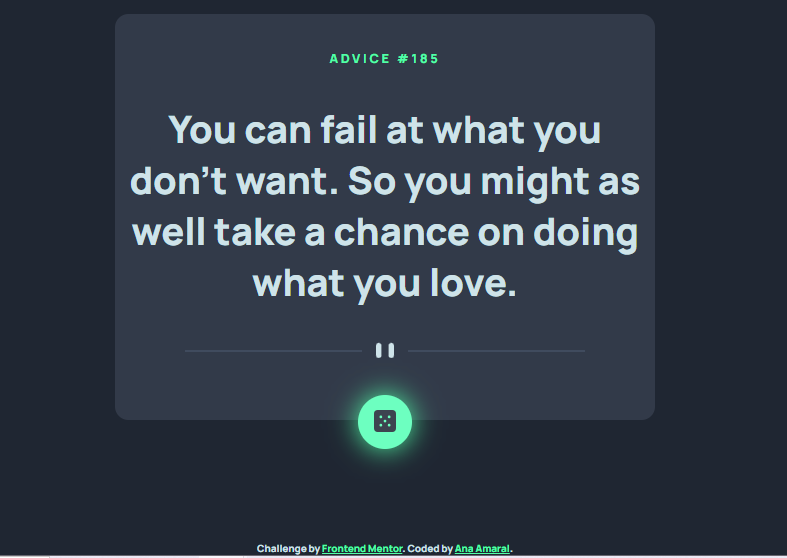 ADVICE #185
You can fail at what you
don’t want. So you might as
well take a chance on doing
what you love.
Challenge by Frontend Mentor. Coded by Ana Amaral.